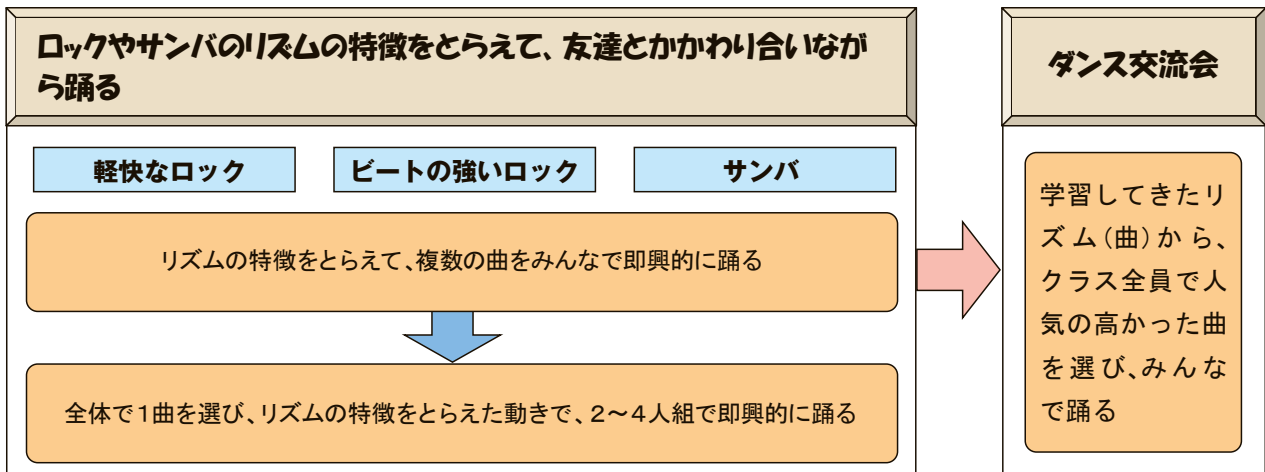 ロックやサンバのリズムの特徴をとらえて、友達とかかわり合いなが
ら踊る
軽快なロック
ビートの強いロック
サンバ
リズムの特徴をとらえて、複数の曲をみんなで即興的に踊る
全体で1曲を選び、リズムの特徴をとらえた動きで、2～4人組で即興的に踊る
ダンス交流会
学習してきたリ
ズム(曲)から、
クラス全員で人
気の高かった曲
を選び、みんな
で踊る